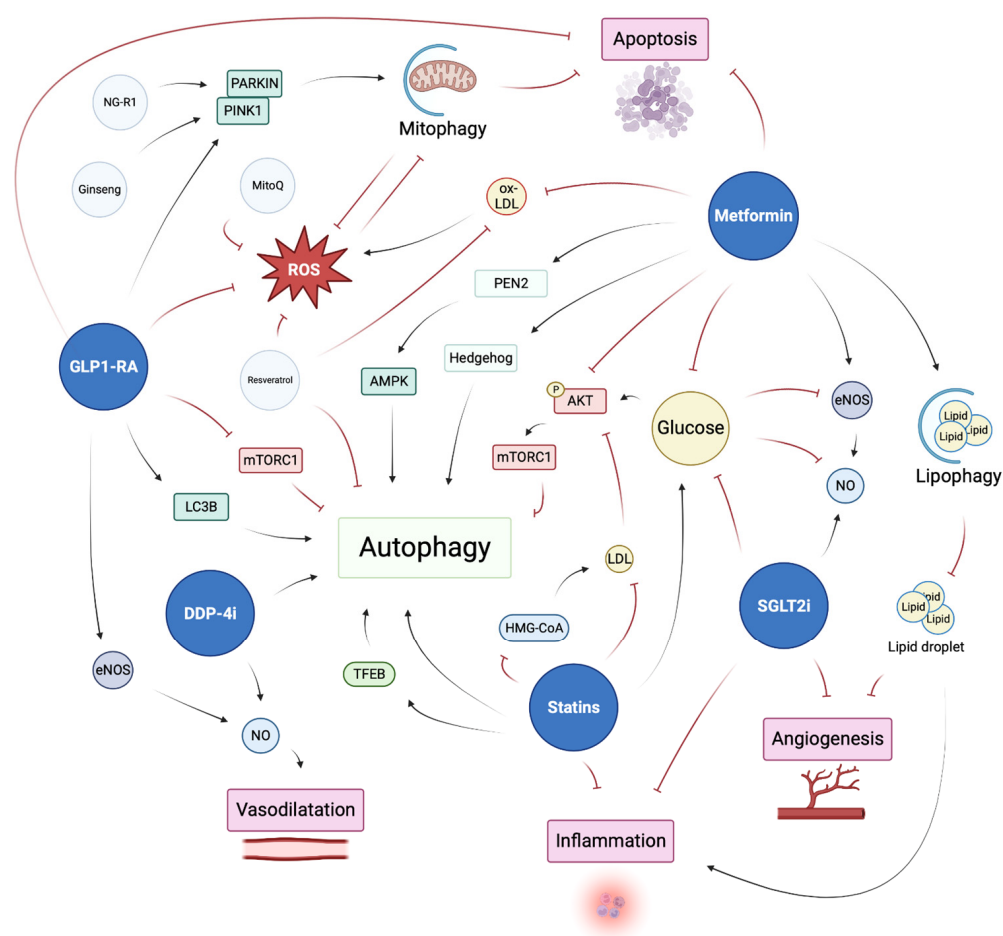 Apoptosis
PARKIN
NG-R1
PINK1
Mitophagy
Ginseng
MitoQ
ox-
LDL
Metformin
ROS
PEN2
GLP1-RA
Hedgehog
Resveratrol
AMPK
P
AKT
eNOS
Glucose
Lipid
Lipid
Lipid
mTORC1
mTORC1
Lipophagy
NO
LC3B
Autophagy
LDL
DDP-4i
SGLT2i
Lipid
Lipid
Lipid
HMG-CoA
Lipid droplet
eNOS
TFEB
Statins
NO
Angiogenesis
Vasodilatation
Inflammation